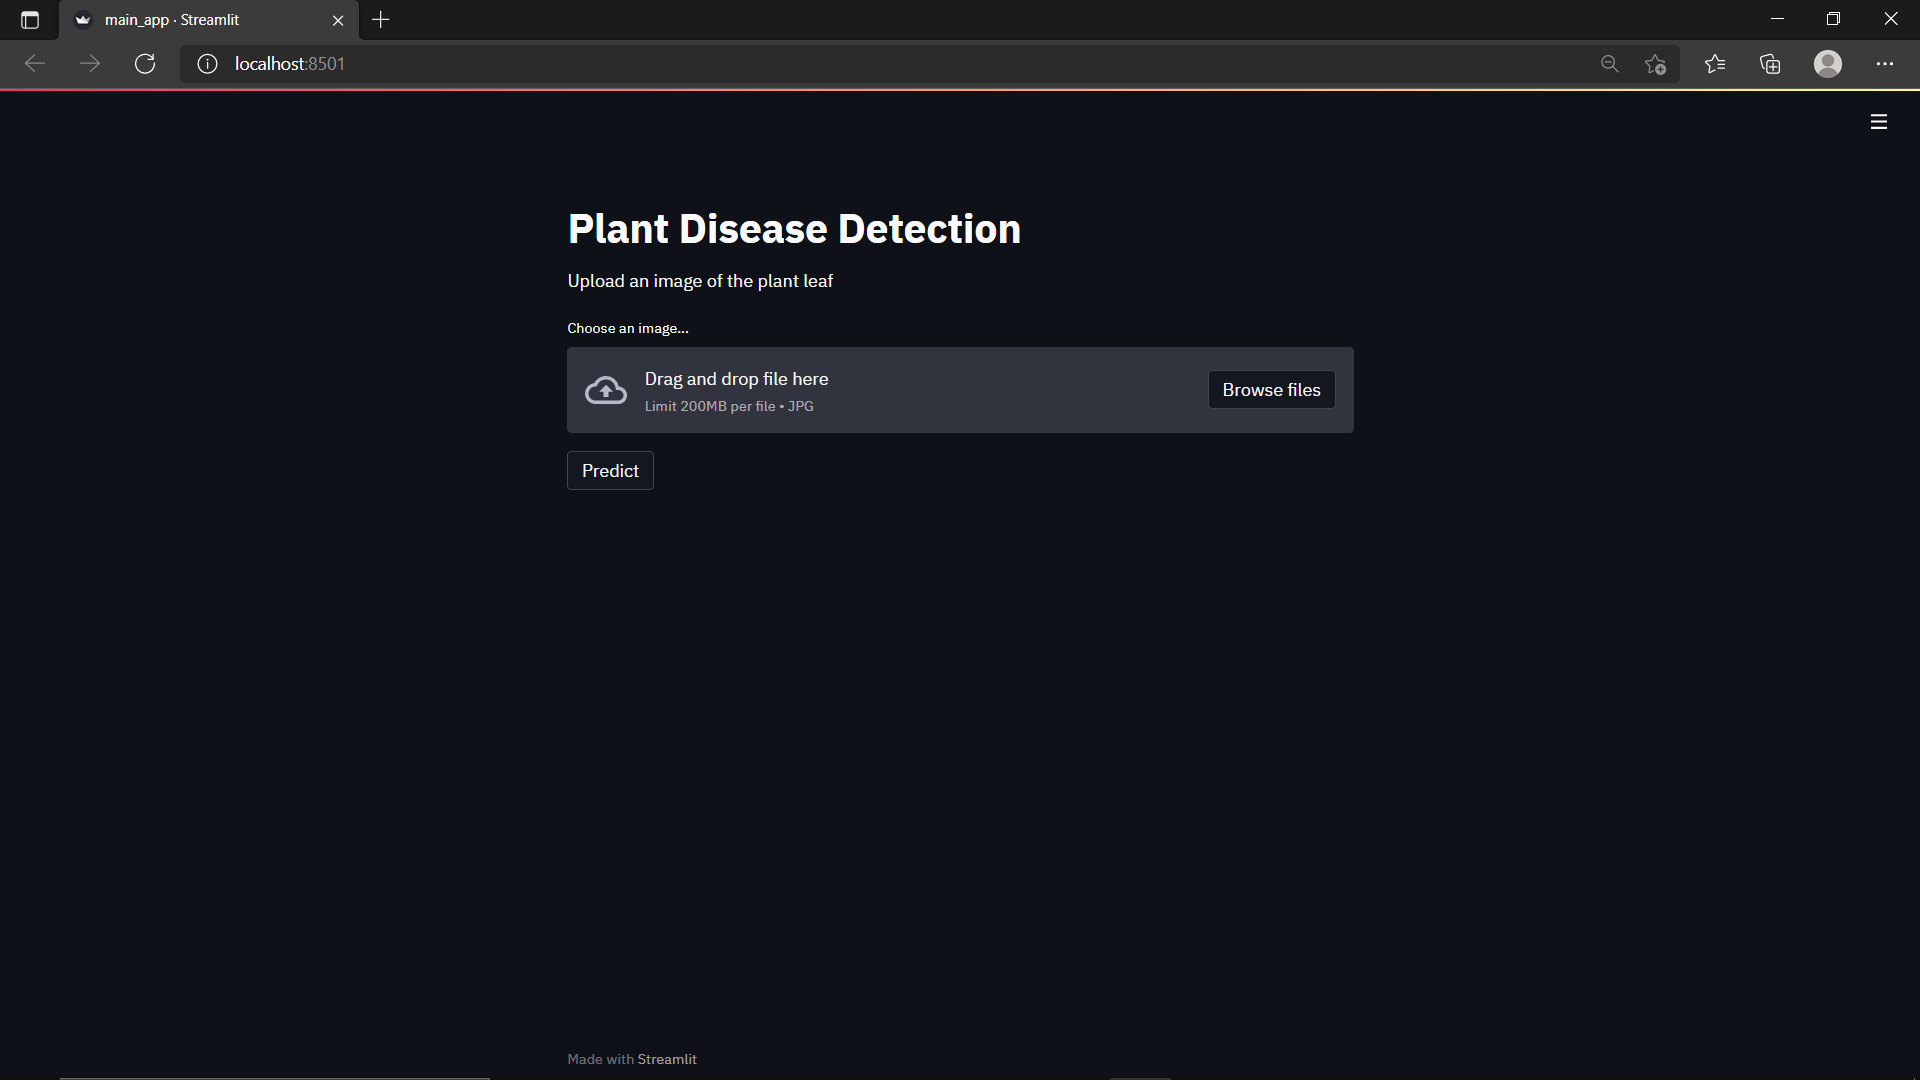 main_app · Streamlit
localhost:8501
Plant Disease Detection
Upload an image of the plant leaf
Choose an image...
Drag and drop file here
Limit 200MB per file • JPG
Browse files
Predict
Made with Streamlit